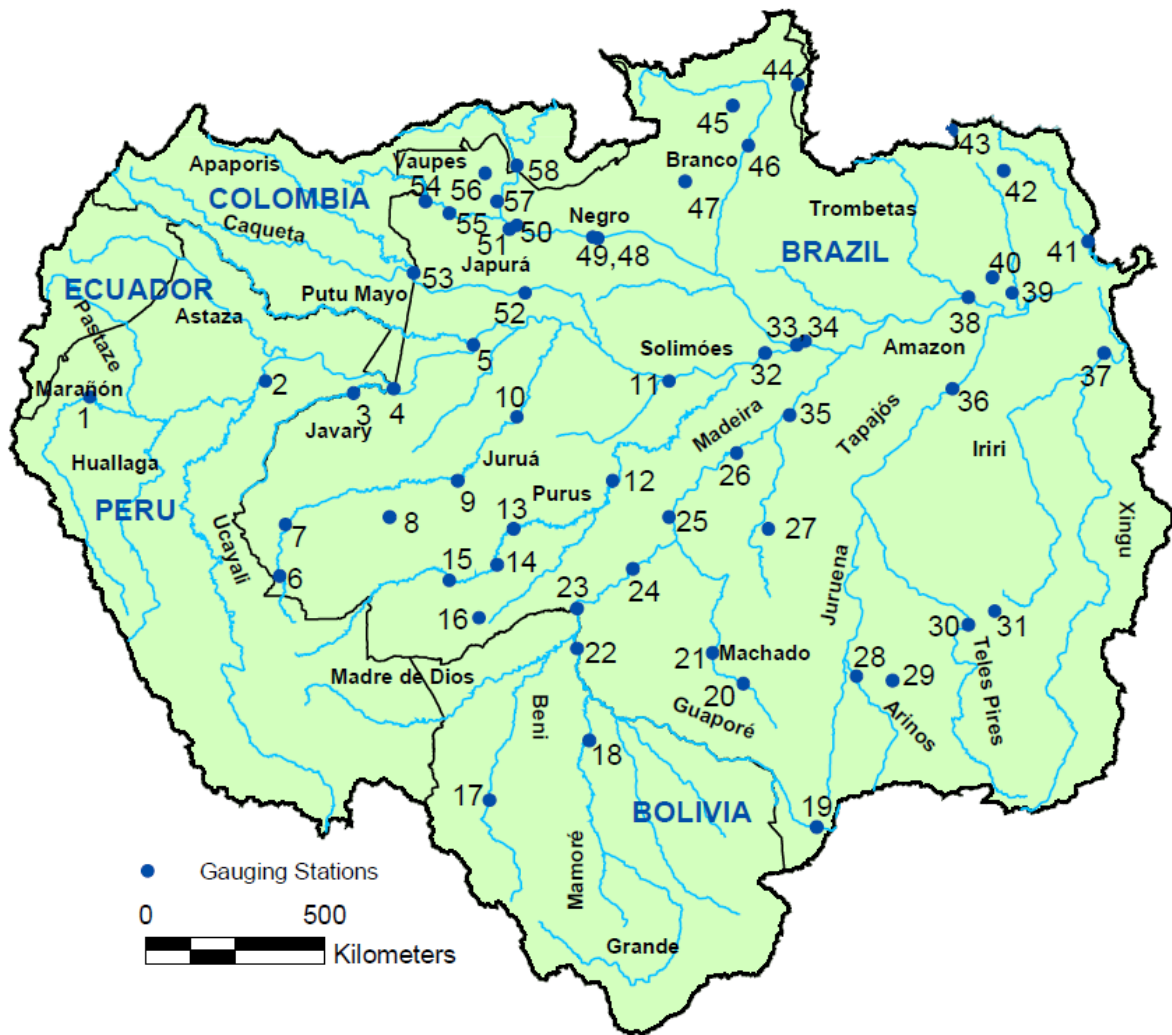 44
45
43
Apaporis
Vaupes
58
Branco
46
42
54
56
COLOMBIA
57
47
Trombetas
55
Negro
Caqueta
51
50
49,48
BRAZIL
41
Japurá
53
40
ECUADOR
Putu Mayo
39
Astaza
52
38
Pastaze
33,
34
5
Solimóes
Amazon
32
Marañón
2
11
37
1
3
4
10
36
Javary
Madeira
35
Tapajós
Huallaga
Juruá
26
Iriri
9
Purus
12
PERU
13
Ucayali
7
8
25
27
Xingu
15
14
6
24
Juruena
23
16
30
31
22
21
Machado
Teles Pires
Madre de Dios
28
29
20
Beni
Guaporé
Arinos
18
17
19
BOLIVIA
Gauging Stations
Mamoré
0
500
Grande
Kilometers